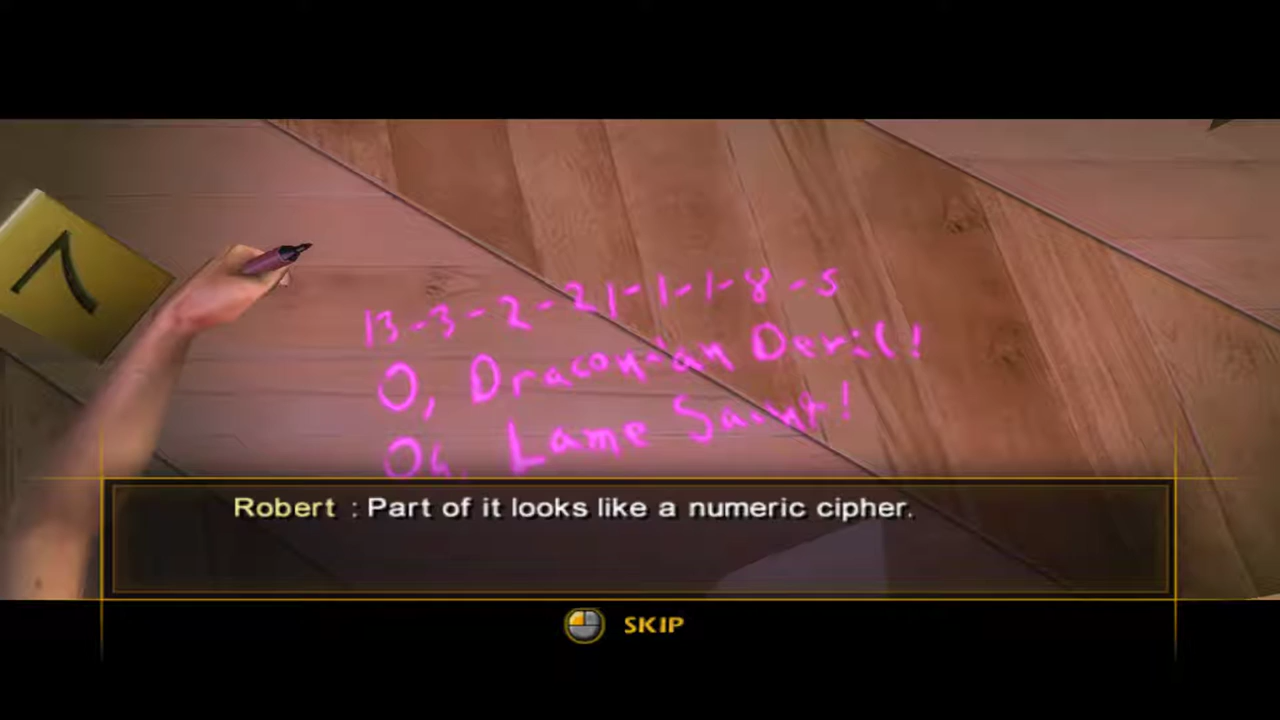 7
13-3-2-21-1-1-8-5
O, Draconian Devil!
Oh, Lame Saint!
Robert : Part of it looks like a numeric cipher.
SKIP